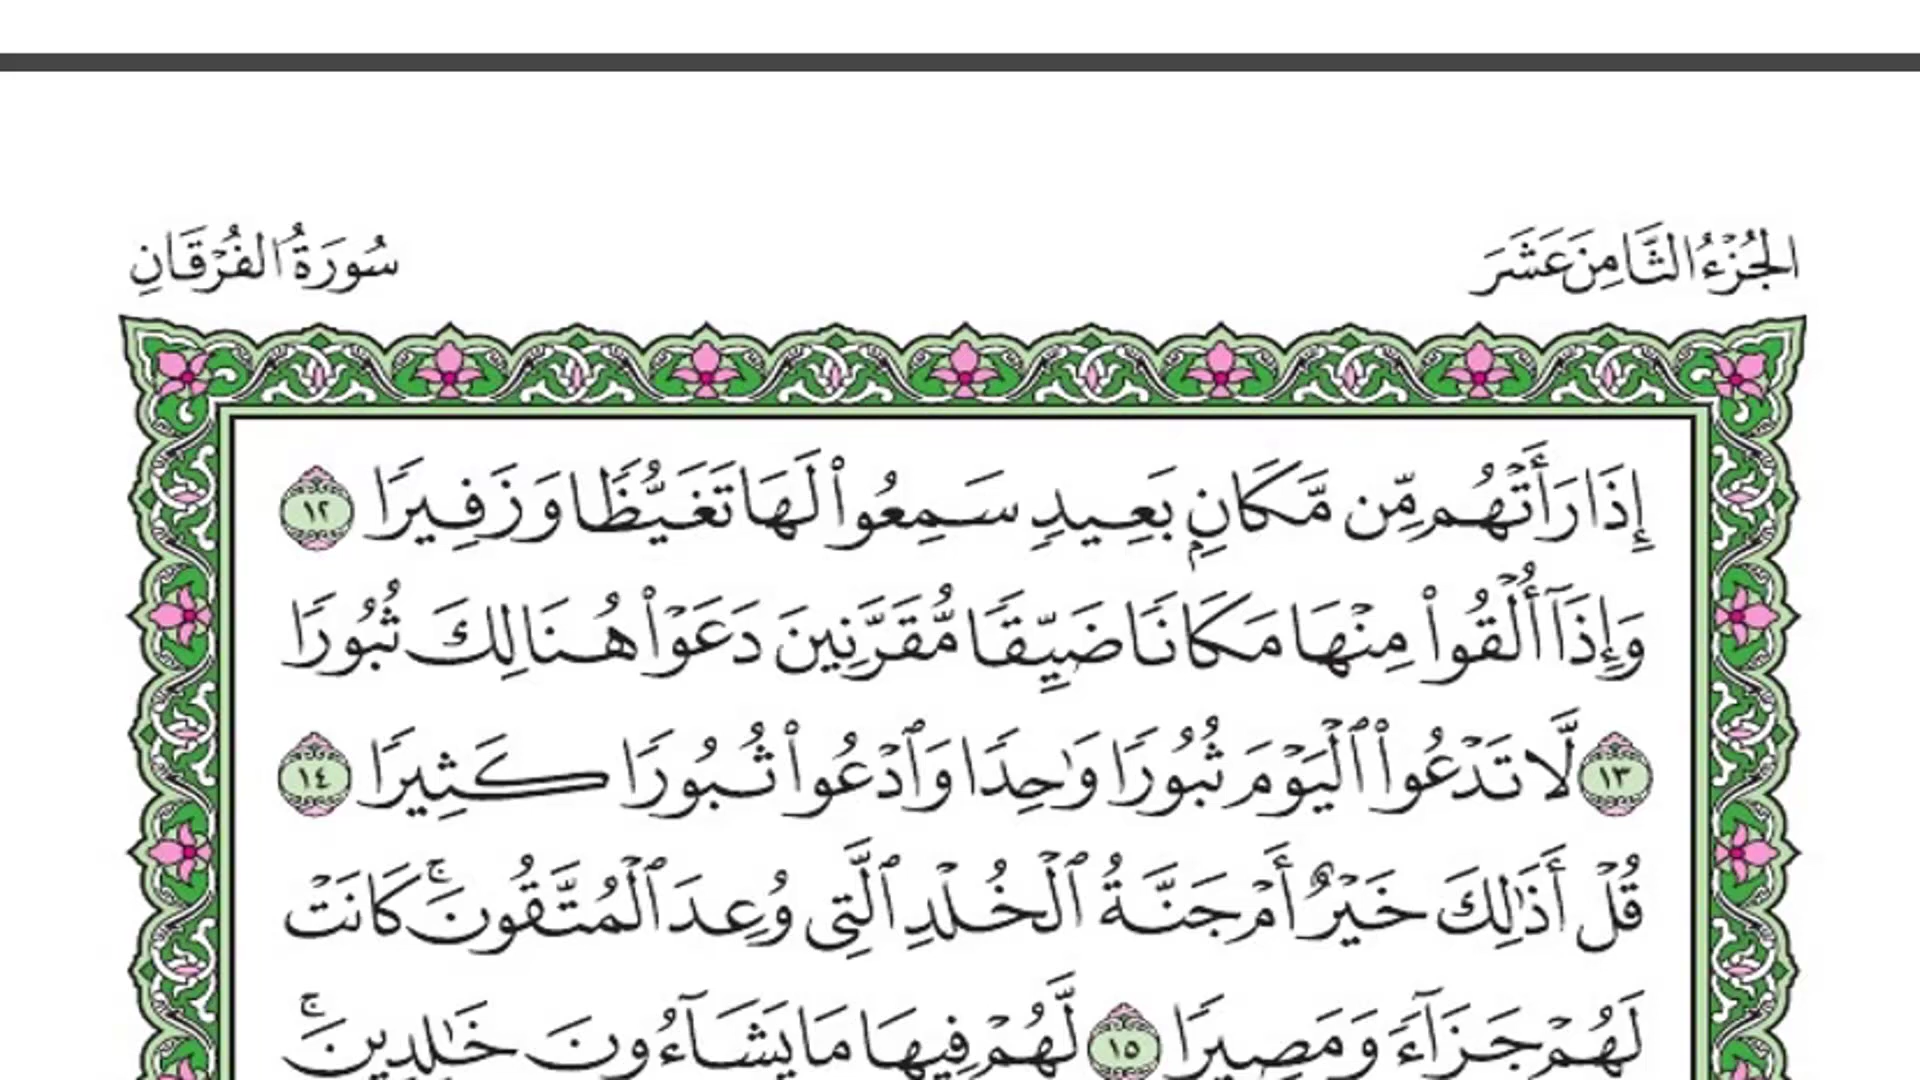 الجُزْءُ الثَّامِنَ عَشَرَ
سُورَةُ الفُرْقَانِ
إِذَا رَأَتْهُم مِّن مَّكَانٍۭ بَعِيدٍ سَمِعُوا۟ لَهَا تَغَيُّظًا وَزَفِيرًا ١٢
وَإِذَآ أُلْقُوا۟ مِنْهَا مَكَانًا ضَيِّقًا مُّقَرَّنِينَ دَعَوْا۟ هُنَالِكَ ثُبُورًا
١٣ لَّا تَدْعُوا۟ ٱلْيَوْمَ ثُبُورًا وَٰحِدًا وَٱدْعُوا۟ ثُبُورًا كَثِيرًا ١٤
قُلْ أَذَٰلِكَ خَيْرٌ أَمْ جَنَّةُ ٱلْخُلْدِ ٱلَّتِى وُعِدَ ٱلْمُتَّقُونَ ۚ كَانَتْ
لَهُمْ جَزَآءً وَمَصِيرًا ١٥ لَّهُمْ فِيهَا مَا يَشَآءُونَ خَٰلِدِينَ ۚ